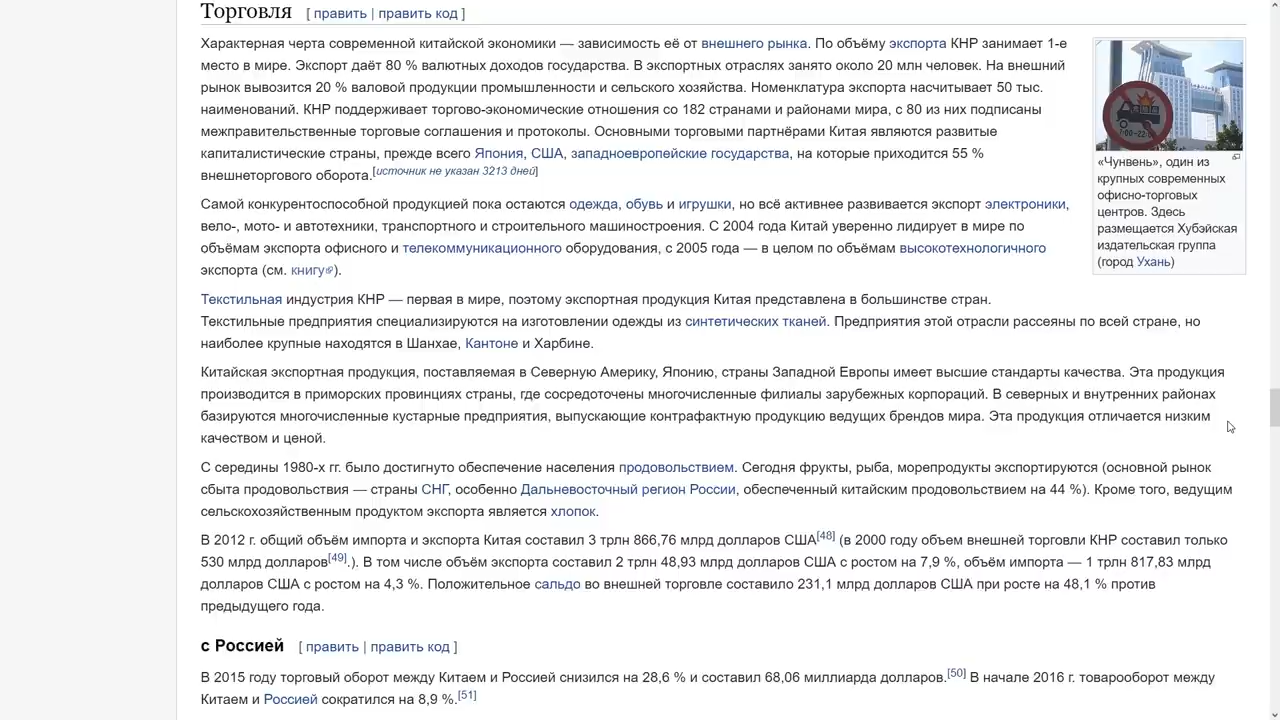 Торговля [ править | править код ]
Характерная черта современной китайской экономики — зависимость её от внешнего рынка. По объёму экспорта КНР занимает 1-е
место в мире. Экспорт даёт 80 % валютных доходов государства. В экспортных отраслях занято около 20 млн человек. На внешний
рынок вывозится 20 % валовой продукции промышленности и сельского хозяйства. Номенклатура экспорта насчитывает 50 тыс.
наименований. КНР поддерживает торгово-экономические отношения со 182 странами и районами мира, с 80 из них подписаны
межправительственные торговые соглашения и протоколы. Основными торговыми партнёрами Китая являются развитые
капиталистические страны, прежде всего Япония, США, западноевропейские государства, на которые приходится 55 %
внешнеторгового оборота.[источник не указан 3213 дней]
7:00-22:00
«Чунвень», один из
крупных современных
офисно-торговых
центров. Здесь
размещается Хубэйская
издательская группа
(город Ухань)
Самой конкурентоспособной продукцией пока остаются одежда, обувь и игрушки, но всё активнее развивается экспорт электроники,
вело-, мото- и автотехники, транспортного и строительного машиностроения. С 2004 года Китай уверенно лидирует в мире по
объёмам экспорта офисного и телекоммуникационного оборудования, с 2005 года — в целом по объёмам высокотехнологичного
экспорта (см. книгу).
Текстильная индустрия КНР — первая в мире, поэтому экспортная продукция Китая представлена в большинстве стран.
Текстильные предприятия специализируются на изготовлении одежды из синтетических тканей. Предприятия этой отрасли рассеяны по всей стране, но
наиболее крупные находятся в Шанхае, Кантоне и Харбине.
Китайская экспортная продукция, поставляемая в Северную Америку, Японию, страны Западной Европы имеет высшие стандарты качества. Эта продукция
производится в приморских провинциях страны, где сосредоточены многочисленные филиалы зарубежных корпораций. В северных и внутренних районах
базируются многочисленные кустарные предприятия, выпускающие контрафактную продукцию ведущих брендов мира. Эта продукция отличается низким
качеством и ценой.
С середины 1980-х гг. было достигнуто обеспечение населения продовольствием. Сегодня фрукты, рыба, морепродукты экспортируются (основной рынок
сбыта продовольствия — страны СНГ, особенно Дальневосточный регион России, обеспеченный китайским продовольствием на 44 %). Кроме того, ведущим
сельскохозяйственным продуктом экспорта является хлопок.
В 2012 г. общий объём импорта и экспорта Китая составил 3 трлн 866,76 млрд долларов США[48] (в 2000 году объем внешней торговли КНР составил только
530 млрд долларов[49].). В том числе объём экспорта составил 2 трлн 48,93 млрд долларов США с ростом на 7,9 %, объём импорта — 1 трлн 817,83 млрд
долларов США с ростом на 4,3 %. Положительное сальдо во внешней торговле составило 231,1 млрд долларов США при росте на 48,1 % против
предыдущего года.
с Россией [ править | править код ]
В 2015 году торговый оборот между Китаем и Россией снизился на 28,6 % и составил 68,06 миллиарда долларов.[50] В начале 2016 г. товарооборот между
Китаем и Россией сократился на 8,9 %.[51]